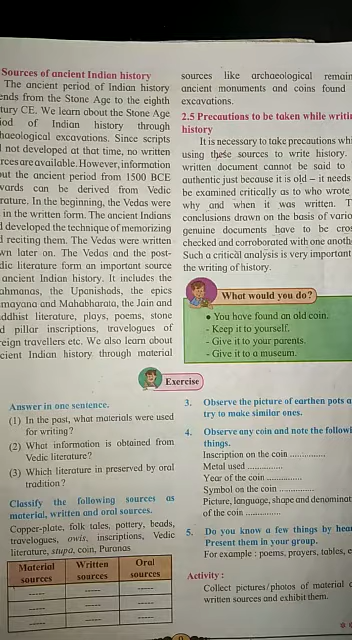 Sources of ancient Indian history
The ancient period of Indian history
ends from the Stone Age to the eighth
tury CE. We learn about the Stone Age
iod of Indian history through
haeological excavations. Since scripts
l not developed at that time, no written
rces are available. However, information
out the ancient period from 1500 BCE
wards can be derived from Vedic
rature. In the beginning, the Vedas were
in the written form. The ancient Indians
d developed the technique of memorizing
d reciting them. The Vedas were written
wn later on. The Vedas and the post-
dic literature form an important source
ancient Indian history. It includes the
ahmanas, the Upanishads, the epics
mayana and Mahabharata, the Jain and
ddhist literature, plays, poems, stone
d pillar inscriptions, travelogues of
reign travellers etc. We also learn about
cient Indian history through material
sources like archaeological remain
ancient monuments and coins found
excavations.
2.5 Precautions to be taken while writi
history
It is necessary to take precautions whi
using these sources to write history.
written document cannot be said to
authentic just because it is old – it needs
be examined critically as to who wrote
why and when it was written. T
conclusions drawn on the basis of vario
genuine documents have to be cros
checked and corroborated with one anoth
Such a critical analysis is very important
the writing of history.
What would you do?
• You have found an old coin.
- Keep it to yourself.
- Give it to your parents.
- Give it to a museum.
Exercise
Answer in one sentence.
(1) In the past, what materials were used
for writing?
(2) What information is obtained from
Vedic literature?
(3) Which literature in preserved by oral
tradition?
Classify the following sources as
material, written and oral sources.
Copper-plate, folk tales, pottery, beads,
travelogues, owis, inscriptions, Vedic
literature, stupa, coin, Puranas
Material sources Written sources Oral sources
------ ------ ------
------ ------ ------
------ ------ ------
3. Observe the picture of earthen pots a
try to make similar ones.
4. Observe any coin and note the followi
things.
Inscription on the coin ..............
Metal used ..............
Year of the coin ..............
Symbol on the coin ..............
Picture, language, shape and denominat
of the coin ..............
5. Do you know a few things by hear
Present them in your group.
For example : poems, prayers, tables, e
Activity :
Collect pictures/photos of material o
written sources and exhibit them.
9